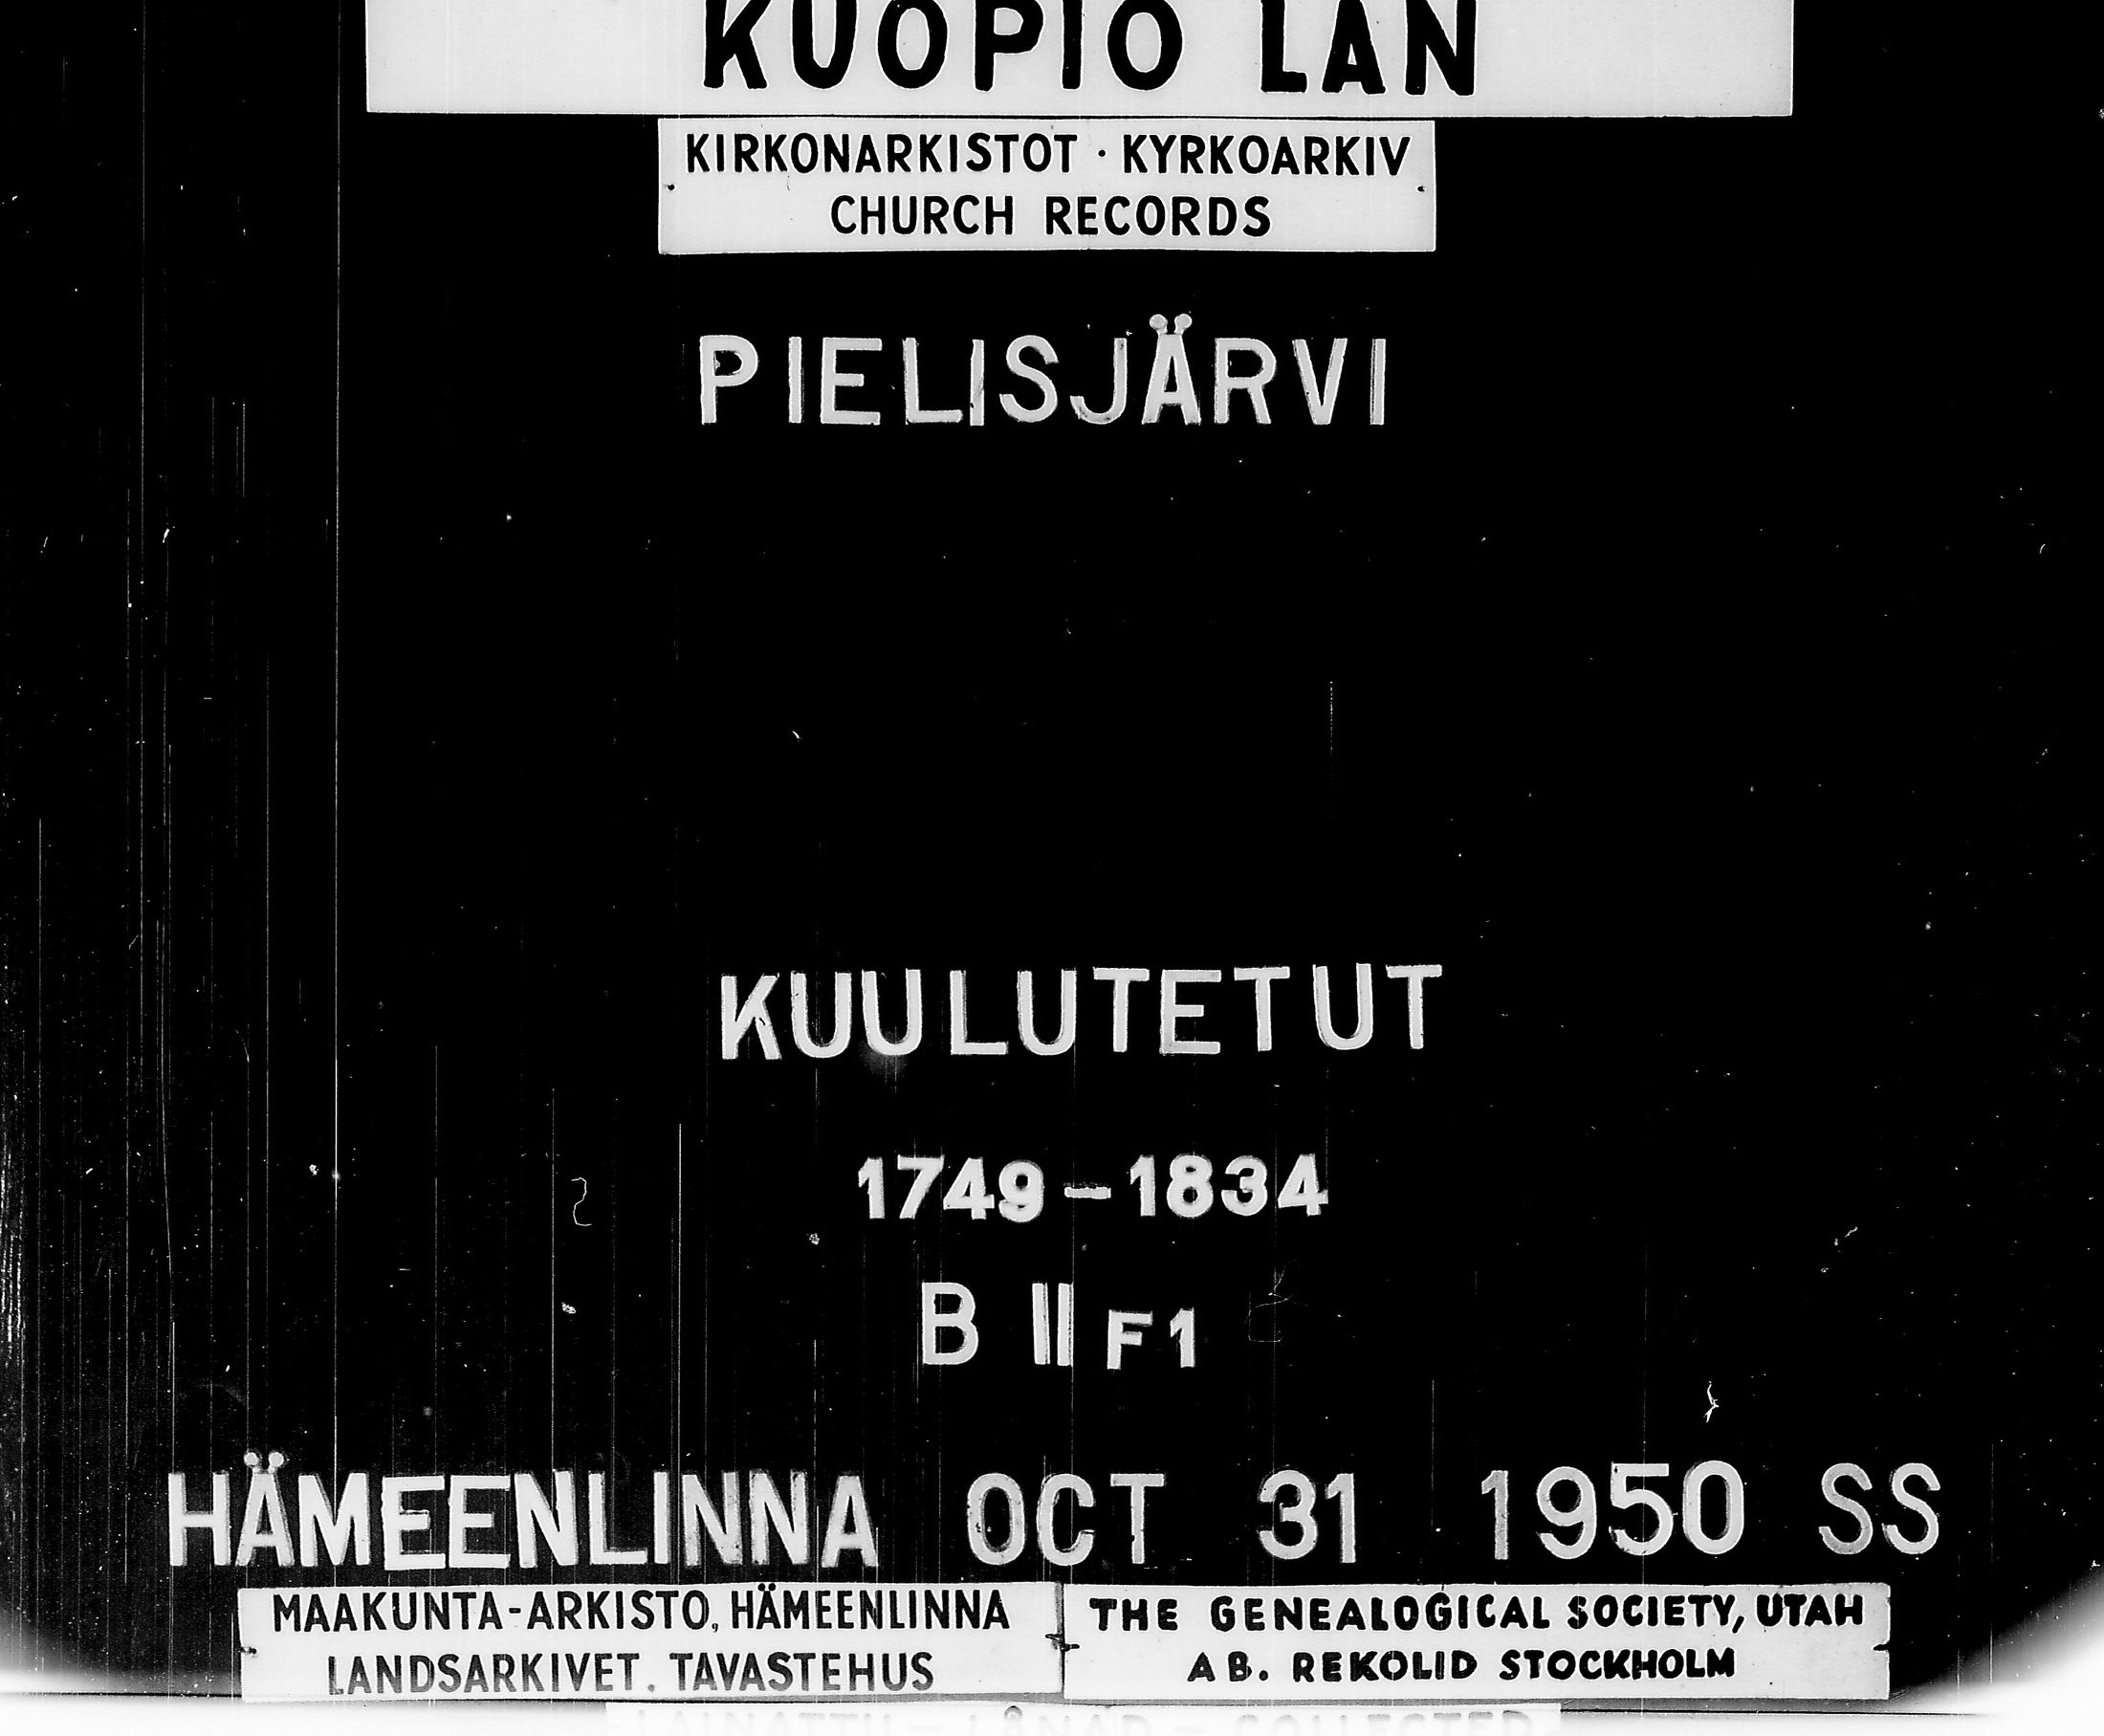 KUOPIO LÄN
KIRKONARKISTOT · KYRKOARKIV
CHURCH RECORDS
PIELISJÄRVI
KUULUTETUT
1749-1834
B II F1
HÄMEENLINNA OCT 31 1950 SS
MAAKUNTA-ARKISTO, HÄMEENLINNA
LANDSARKIVET. TAVASTEHUS
THE GENEALOGICAL SOCIETY, UTAH
AB. REKOLID STOCKHOLM